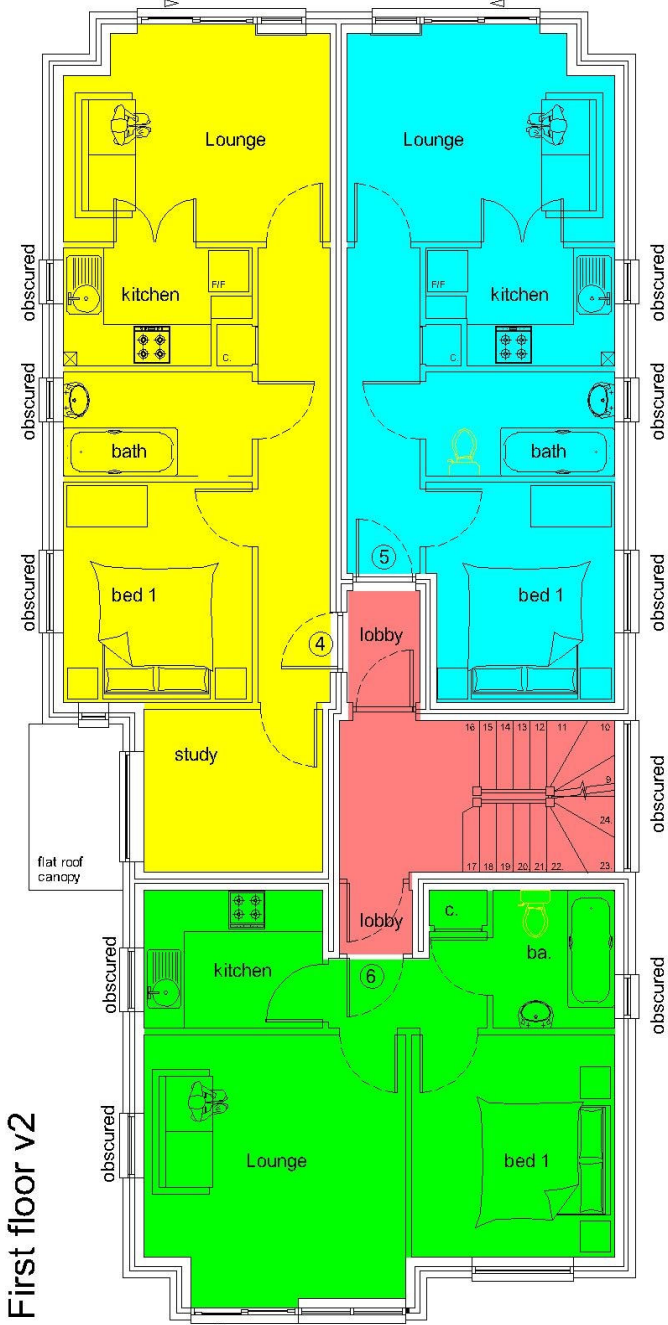 Lounge
Lounge
obscured
kitchen
F/F
F/F
kitchen
obscured
C.
C.
obscured
bath
bath
obscured
obscured
bed 1
5
bed 1
obscured
4
lobby
study
16 15 14 13 12 11 10
9
24
17 18 19 20 21 22 23
obscured
flat roof
canopy
lobby
c.
obscured
kitchen
6
ba.
obscured
obscured
Lounge
bed 1
First floor v2